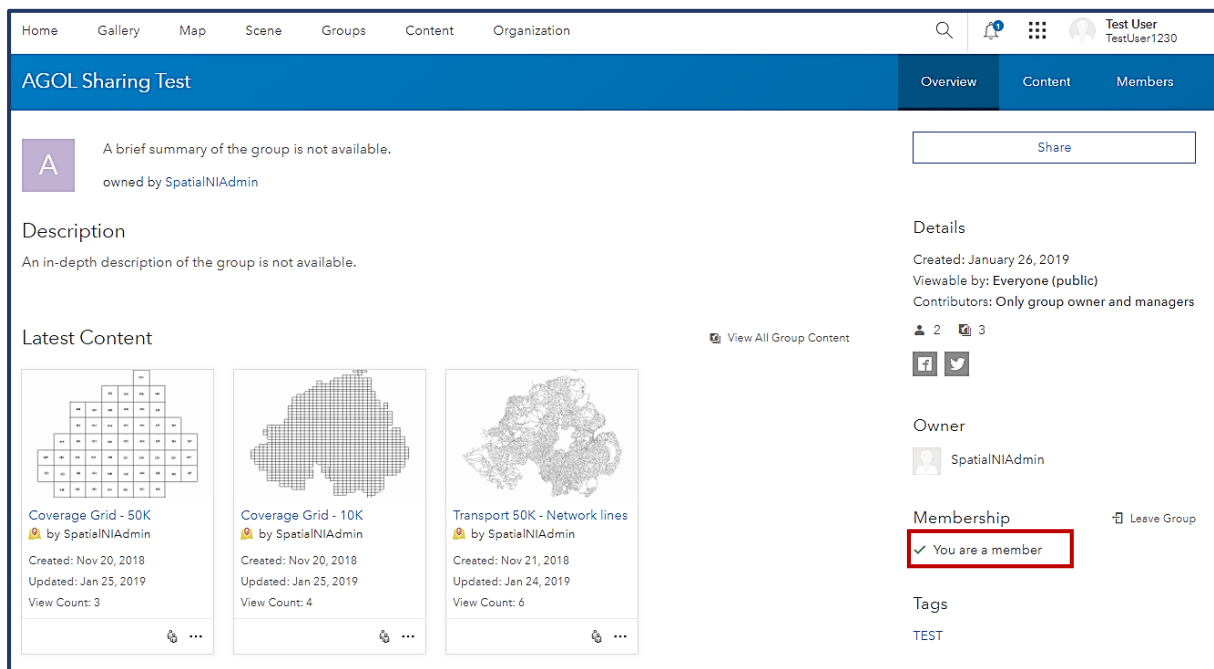 Home Gallery Map Scene Groups Content Organization
1
Test User
TestUser1230
AGOL Sharing Test
Overview Content Members
A
A brief summary of the group is not available.
owned by SpatialNIAdmin
Share
Description
An in-depth description of the group is not available.
Details
Created: January 26, 2019
Viewable by: Everyone (public)
Contributors: Only group owner and managers
2 3
Latest Content
View All Group Content
Coverage Grid - 50K
by SpatialNIAdmin
Created: Nov 20, 2018
Updated: Jan 25, 2019
View Count: 3
Coverage Grid - 10K
by SpatialNIAdmin
Created: Nov 20, 2018
Updated: Jan 25, 2019
View Count: 4
Transport 50K - Network lines
by SpatialNIAdmin
Created: Nov 21, 2018
Updated: Jan 24, 2019
View Count: 6
Owner
SpatialNIAdmin
Membership
Leave Group
You are a member
Tags
TEST